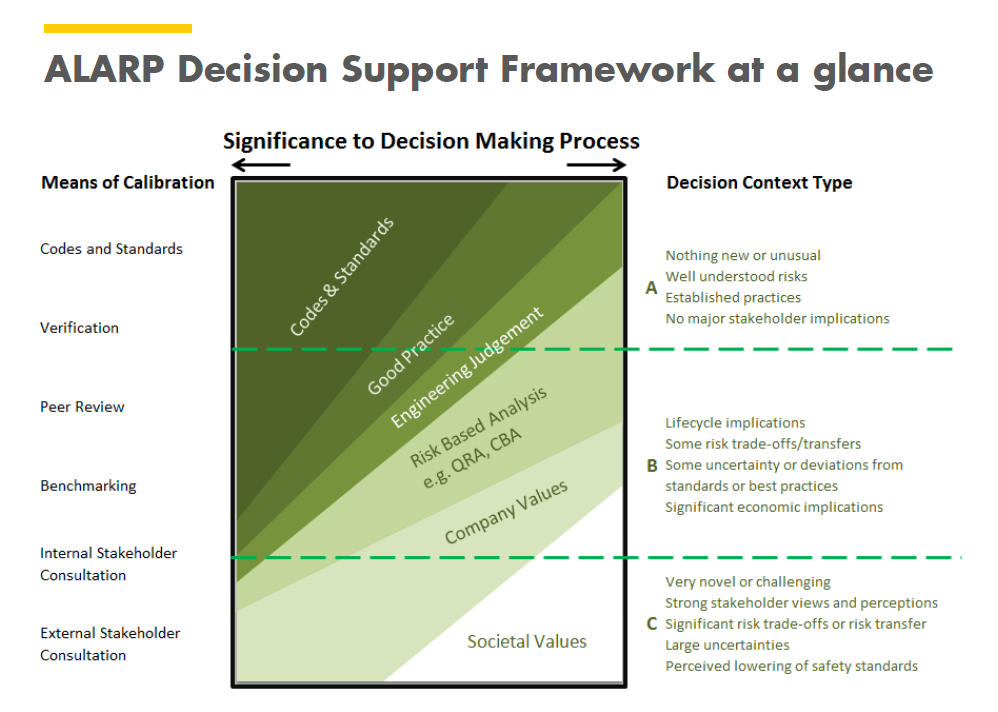 ALARP Decision Support Framework at a glance
Significance to Decision Making Process
Means of Calibration
Codes and Standards
Verification
Peer Review
Benchmarking
Internal Stakeholder
Consultation
External Stakeholder
Consultation
Codes & Standards
Good Practice
Engineering Judgement
Risk Based Analysis
e.g. QRA, CBA
Company Values
Societal Values
Decision Context Type
A
Nothing new or unusual
Well understood risks
Established practices
No major stakeholder implications
B
Lifecycle implications
Some risk trade-offs/transfers
Some uncertainty or deviations from
standards or best practices
Significant economic implications
C
Very novel or challenging
Strong stakeholder views and perceptions
Significant risk trade-offs or risk transfer
Large uncertainties
Perceived lowering of safety standards